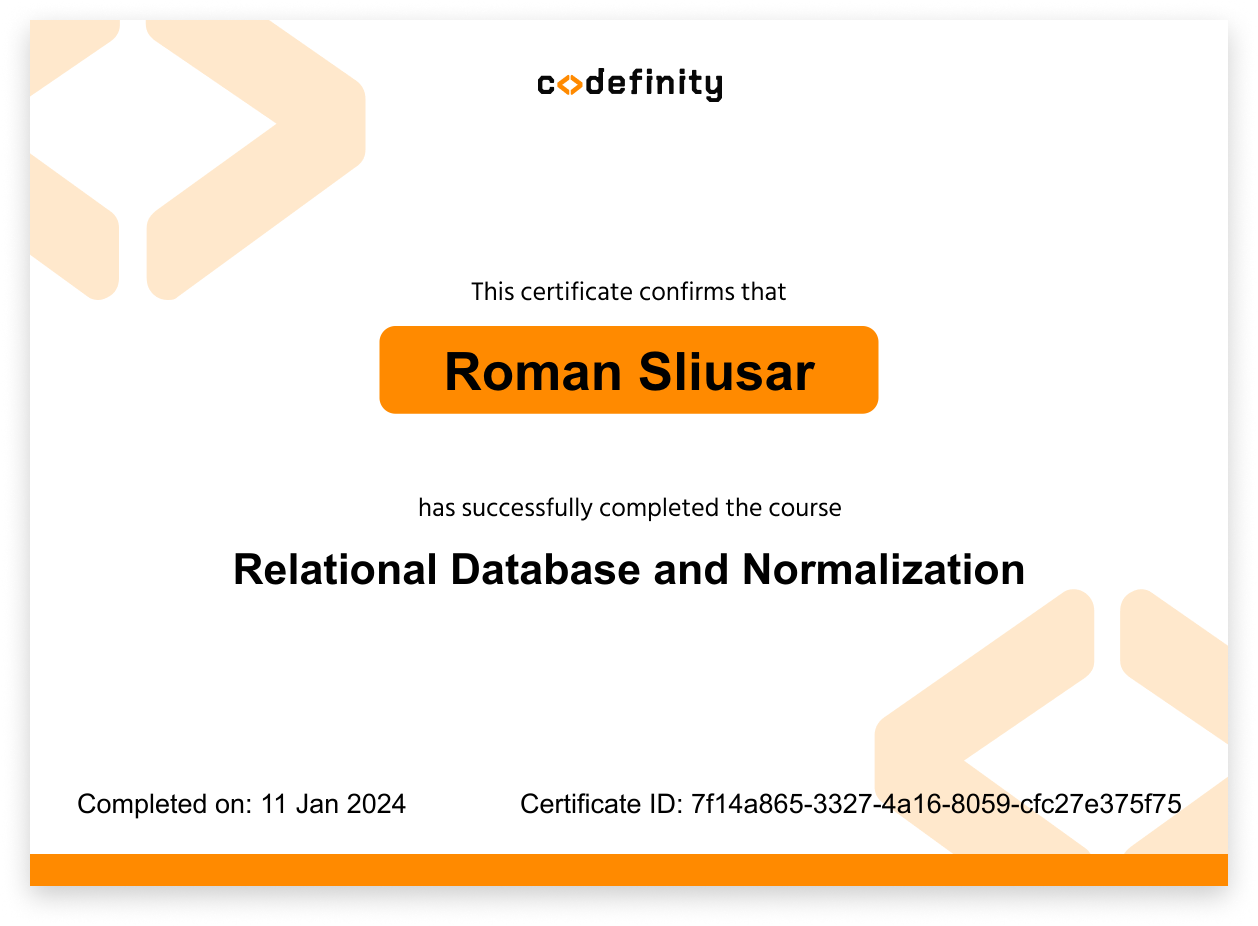 codefinity
This certificate confirms that
Roman Sliusar
has successfully completed the course
Relational Database and Normalization
Completed on: 11 Jan 2024
Certificate ID: 7f14a865-3327-4a16-8059-cfc27e375f75